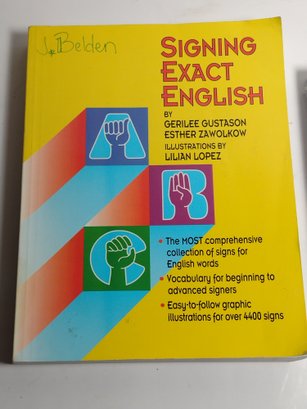 J. Belden
SIGNING
EXACT
ENGLISH
BY
GERILEE GUSTASON
ESTHER ZAWOLKOW
ILLUSTRATIONS BY
LILIAN LOPEZ
A
B
C
• The MOST comprehensive
collection of signs for
English words
• Vocabulary for beginning to
advanced signers
• Easy-to-follow graphic
illustrations for over 4400 signs